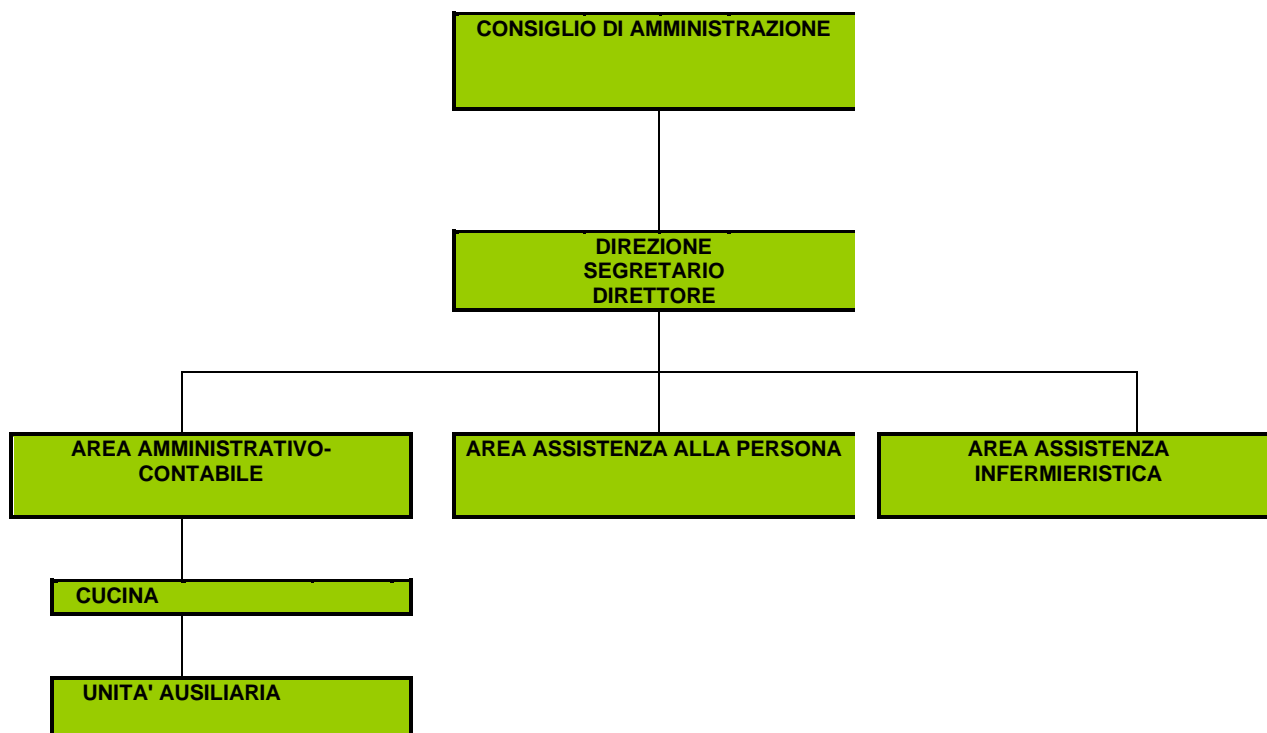 CONSIGLIO DI AMMINISTRAZIONE
DIREZIONE
SEGRETARIO
DIRETTORE
AREA AMMINISTRATIVO-
CONTABILE
AREA ASSISTENZA ALLA PERSONA
AREA ASSISTENZA
INFERMIERISTICA
CUCINA
UNITA' AUSILIARIA